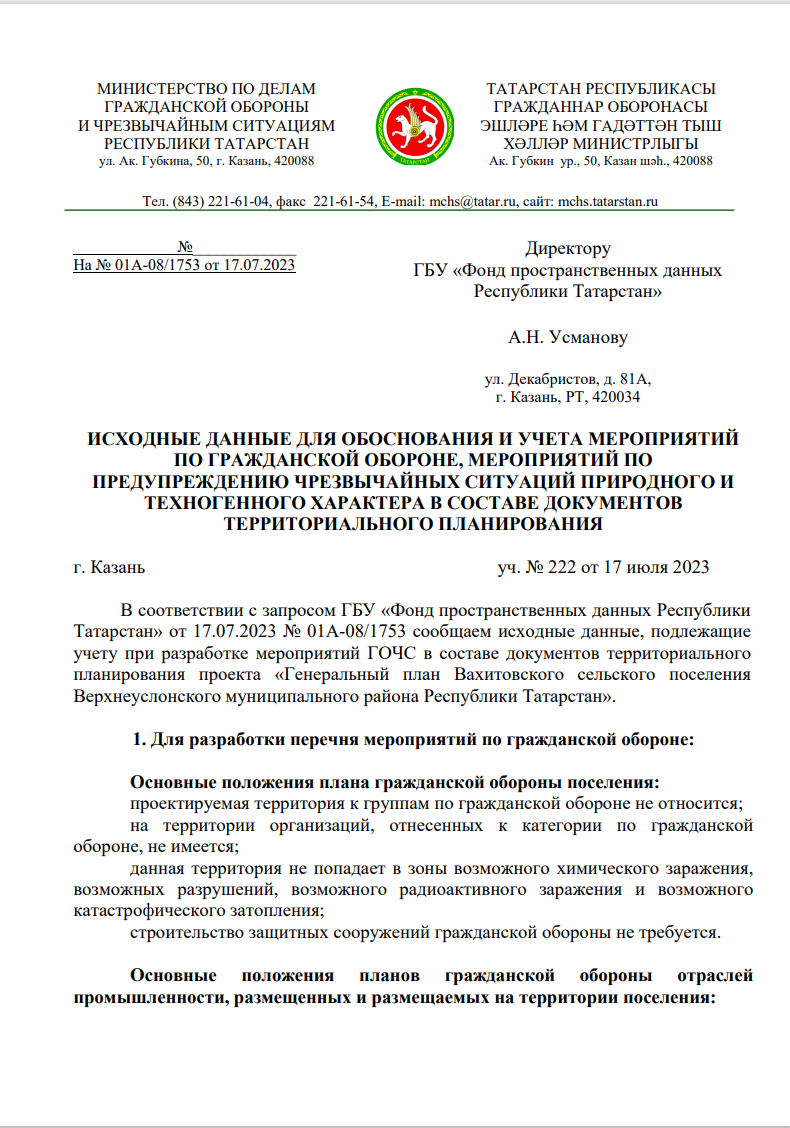 МИНИСТЕРСТВО ПО ДЕЛАМ
ГРАЖДАНСКОЙ ОБОРОНЫ
И ЧРЕЗВЫЧАЙНЫМ СИТУАЦИЯМ
РЕСПУБЛИКИ ТАТАРСТАН
ул. Ак. Губкина, 50, г. Казань, 420088
ТАТАРСТАН
ТАТАРСТАН РЕСПУБЛИКАСЫ
ГРАЖДАННАР ОБОРОНАСЫ
ЭШЛӘРЕ ҺӘМ ГАДӘТТӘН ТЫШ
ХӘЛЛӘР МИНИСТРЛЫГЫ
Ак. Губкин ур., 50, Казан шәһ., 420088
Тел. (843) 221-61-04, факс 221-61-54, E-mail: mchs@tatar.ru, сайт: mchs.tatarstan.ru
№
На № 01А-08/1753 от 17.07.2023
Директору
ГБУ «Фонд пространственных данных
Республики Татарстан»
А.Н. Усманову
ул. Декабристов, д. 81А,
г. Казань, РТ, 420034
ИСХОДНЫЕ ДАННЫЕ ДЛЯ ОБОСНОВАНИЯ И УЧЕТА МЕРОПРИЯТИЙ
ПО ГРАЖДАНСКОЙ ОБОРОНЕ, МЕРОПРИЯТИЙ ПО
ПРЕДУПРЕЖДЕНИЮ ЧРЕЗВЫЧАЙНЫХ СИТУАЦИЙ ПРИРОДНОГО И
ТЕХНОГЕННОГО ХАРАКТЕРА В СОСТАВЕ ДОКУМЕНТОВ
ТЕРРИТОРИАЛЬНОГО ПЛАНИРОВАНИЯ
г. Казань уч. № 222 от 17 июля 2023
В соответствии с запросом ГБУ «Фонд пространственных данных Республики
Татарстан» от 17.07.2023 № 01А-08/1753 сообщаем исходные данные, подлежащие
учету при разработке мероприятий ГОЧС в составе документов территориального
планирования проекта «Генеральный план Вахитовского сельского поселения
Верхнеуслонского муниципального района Республики Татарстан».
1. Для разработки перечня мероприятий по гражданской обороне:
Основные положения плана гражданской обороны поселения:
проектируемая территория к группам по гражданской обороне не относится;
на территории организаций, отнесенных к категории по гражданской
обороне, не имеется;
данная территория не попадает в зоны возможного химического заражения,
возможных разрушений, возможного радиоактивного заражения и возможного
катастрофического затопления;
строительство защитных сооружений гражданской обороны не требуется.
Основные положения планов гражданской обороны отраслей
промышленности, размещенных и размещаемых на территории поселения: